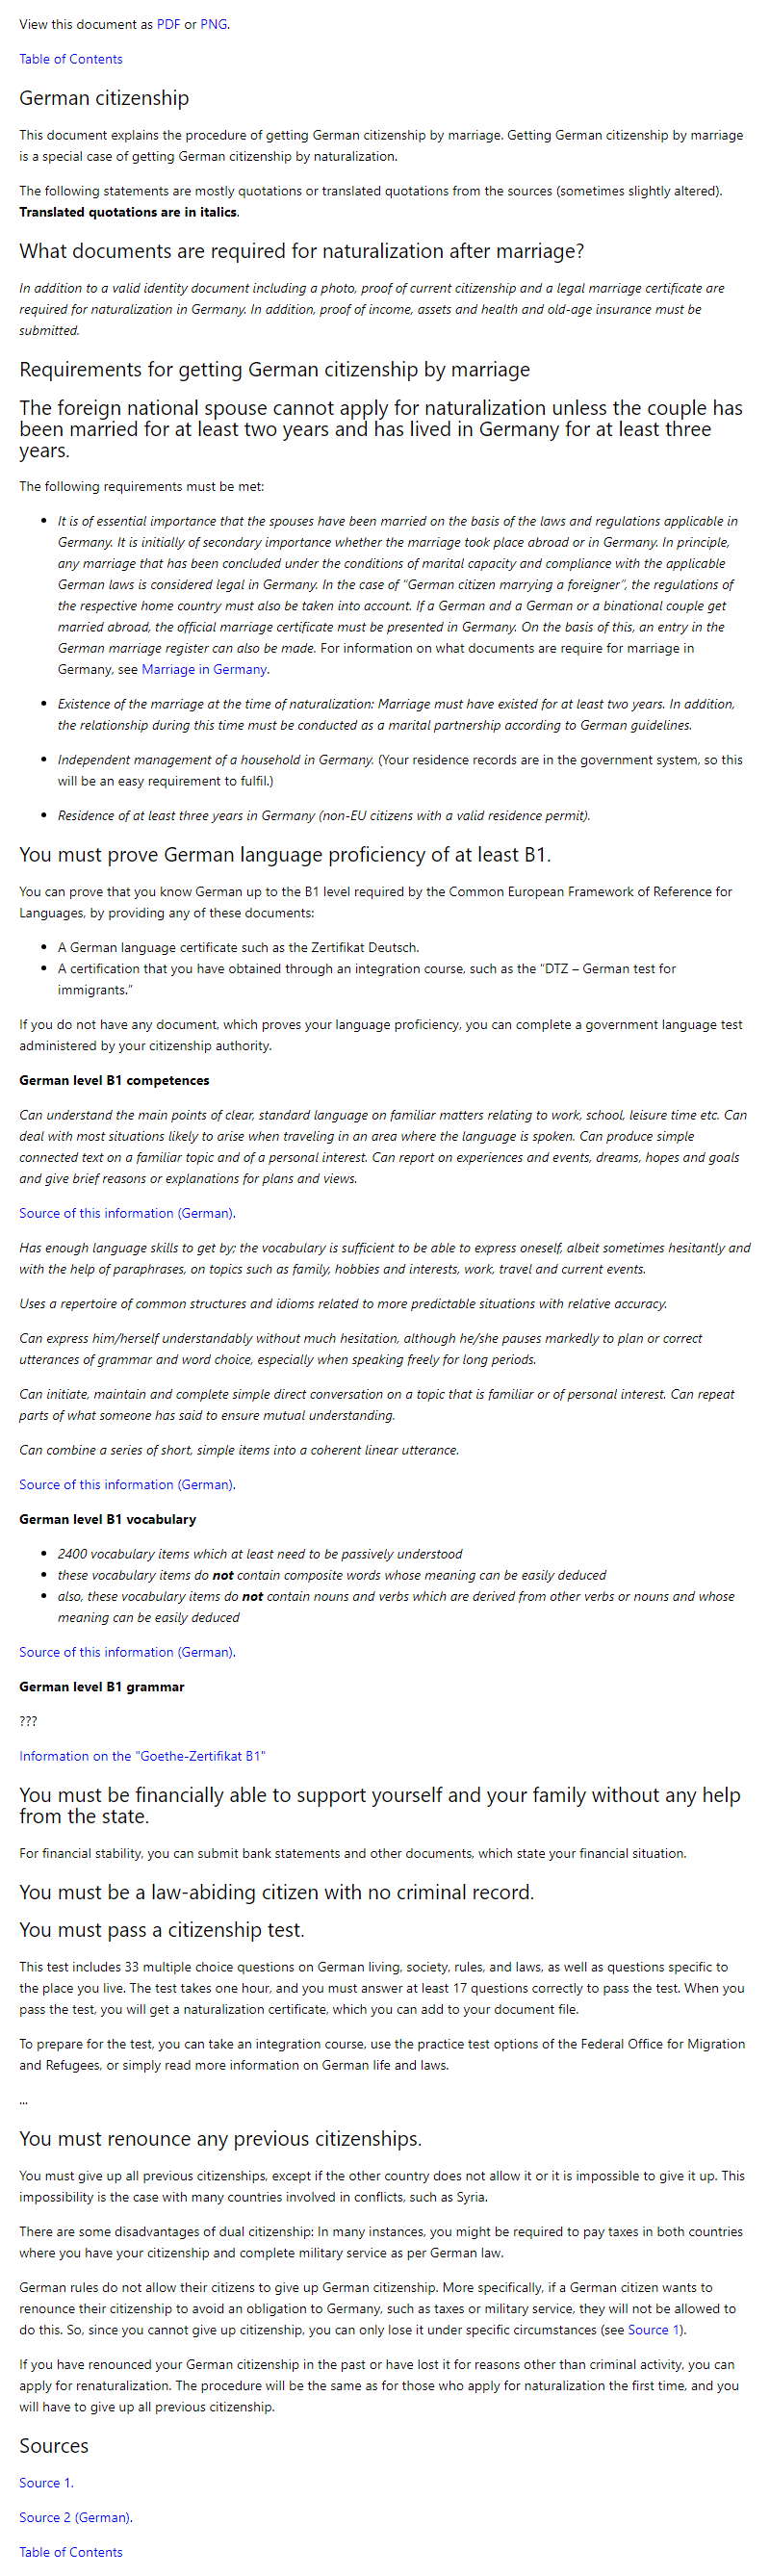 View this document as PDF or PNG.
Table of Contents
German citizenship
This document explains the procedure of getting German citizenship by marriage. Getting German citizenship by marriage
is a special case of getting German citizenship by naturalization.
The following statements are mostly quotations or translated quotations from the sources (sometimes slightly altered).
Translated quotations are in italics.
What documents are required for naturalization after marriage?
In addition to a valid identity document including a photo, proof of current citizenship and a legal marriage certificate are
required for naturalization in Germany. In addition, proof of income, assets and health and old-age insurance must be
submitted.
Requirements for getting German citizenship by marriage
The foreign national spouse cannot apply for naturalization unless the couple has
been married for at least two years and has lived in Germany for at least three
years.
The following requirements must be met:
• It is of essential importance that the spouses have been married on the basis of the laws and regulations applicable in
Germany. It is initially of secondary importance whether the marriage took place abroad or in Germany. In principle,
any marriage that has been concluded under the conditions of marital capacity and compliance with the applicable
German laws is considered legal in Germany. In the case of "German citizen marrying a foreigner", the regulations of
the respective home country must also be taken into account. If a German and a German or a binational couple get
married abroad, the official marriage certificate must be presented in Germany. On the basis of this, an entry in the
German marriage register can also be made. For information on what documents are require for marriage in
Germany, see Marriage in Germany.
• Existence of the marriage at the time of naturalization: Marriage must have existed for at least two years. In addition,
the relationship during this time must be conducted as a marital partnership according to German guidelines.
• Independent management of a household in Germany. (Your residence records are in the government system, so this
will be an easy requirement to fulfil.)
• Residence of at least three years in Germany (non-EU citizens with a valid residence permit).
You must prove German language proficiency of at least B1.
You can prove that you know German up to the B1 level required by the Common European Framework of Reference for
Languages, by providing any of these documents:
• A German language certificate such as the Zertifikat Deutsch.
• A certification that you have obtained through an integration course, such as the "DTZ – German test for
immigrants."
If you do not have any document, which proves your language proficiency, you can complete a government language test
administered by your citizenship authority.
German level B1 competences
Can understand the main points of clear, standard language on familiar matters relating to work, school, leisure time etc. Can
deal with most situations likely to arise when traveling in an area where the language is spoken. Can produce simple
connected text on a familiar topic and of a personal interest. Can report on experiences and events, dreams, hopes and goals
and give brief reasons or explanations for plans and views.
Source of this information (German).
Has enough language skills to get by; the vocabulary is sufficient to be able to express oneself, albeit sometimes hesitantly and
with the help of paraphrases, on topics such as family, hobbies and interests, work, travel and current events.
Uses a repertoire of common structures and idioms related to more predictable situations with relative accuracy.
Can express him/herself understandably without much hesitation, although he/she pauses markedly to plan or correct
utterances of grammar and word choice, especially when speaking freely for long periods.
Can initiate, maintain and complete simple direct conversation on a topic that is familiar or of personal interest. Can repeat
parts of what someone has said to ensure mutual understanding.
Can combine a series of short, simple items into a coherent linear utterance.
Source of this information (German).
German level B1 vocabulary
• 2400 vocabulary items which at least need to be passively understood
• these vocabulary items do not contain composite words whose meaning can be easily deduced
• also, these vocabulary items do not contain nouns and verbs which are derived from other verbs or nouns and whose
meaning can be easily deduced
Source of this information (German).
German level B1 grammar
???
Information on the "Goethe-Zertifikat B1"
You must be financially able to support yourself and your family without any help
from the state.
For financial stability, you can submit bank statements and other documents, which state your financial situation.
You must be a law-abiding citizen with no criminal record.
You must pass a citizenship test.
This test includes 33 multiple choice questions on German living, society, rules, and laws, as well as questions specific to
the place you live. The test takes one hour, and you must answer at least 17 questions correctly to pass the test. When you
pass the test, you will get a naturalization certificate, which you can add to your document file.
To prepare for the test, you can take an integration course, use the practice test options of the Federal Office for Migration
and Refugees, or simply read more information on German life and laws.
...
You must renounce any previous citizenships.
You must give up all previous citizenships, except if the other country does not allow it or it is impossible to give it up. This
impossibility is the case with many countries involved in conflicts, such as Syria.
There are some disadvantages of dual citizenship: In many instances, you might be required to pay taxes in both countries
where you have your citizenship and complete military service as per German law.
German rules do not allow their citizens to give up German citizenship. More specifically, if a German citizen wants to
renounce their citizenship to avoid an obligation to Germany, such as taxes or military service, they will not be allowed to
do this. So, since you cannot give up citizenship, you can only lose it under specific circumstances (see Source 1).
If you have renounced your German citizenship in the past or have lost it for reasons other than criminal activity, you can
apply for renaturalization. The procedure will be the same as for those who apply for naturalization the first time, and you
will have to give up all previous citizenship.
Sources
Source 1.
Source 2 (German).
Table of Contents